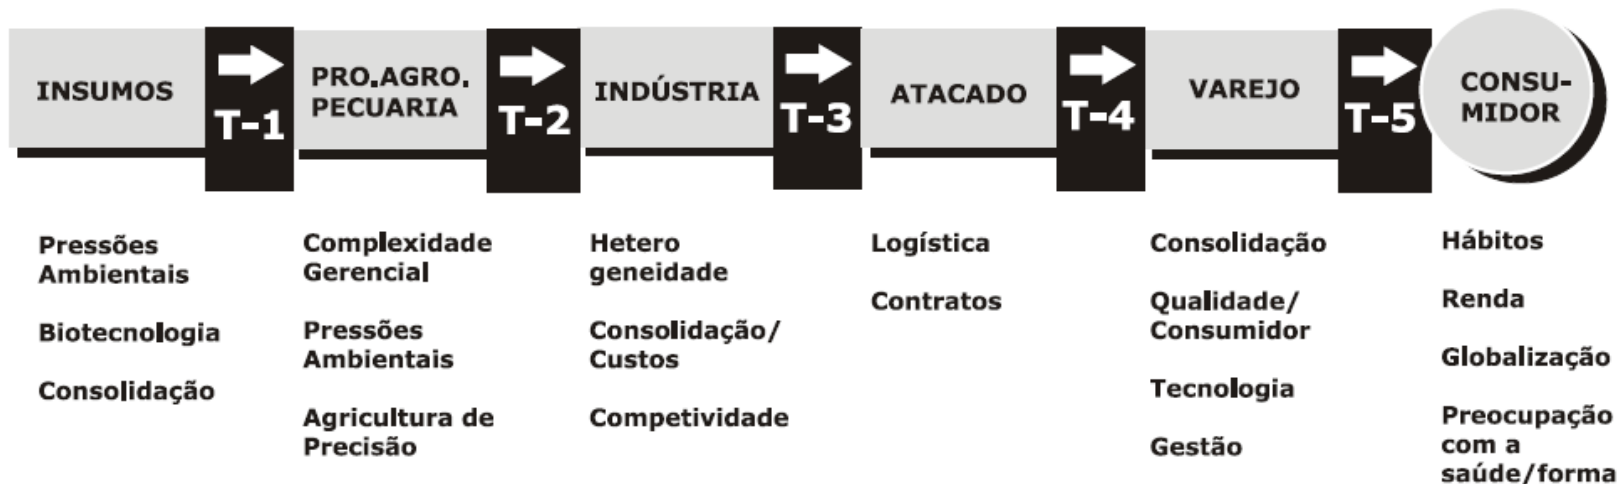 INSUMOS
T-1
PRO.AGRO.
PECUARIA
T-2
INDÚSTRIA
T-3
ATACADO
T-4
VAREJO
T-5
CONSU-
MIDOR
Pressões
Ambientais
Biotecnologia
Consolidação
Complexidade
Gerencial
Pressões
Ambientais
Agricultura de
Precisão
Hetero
geneidade
Consolidação/
Custos
Competividade
Logística
Contratos
Consolidação
Qualidade/
Consumidor
Tecnologia
Gestão
Hábitos
Renda
Globalização
Preocupação
com a
saúde/forma